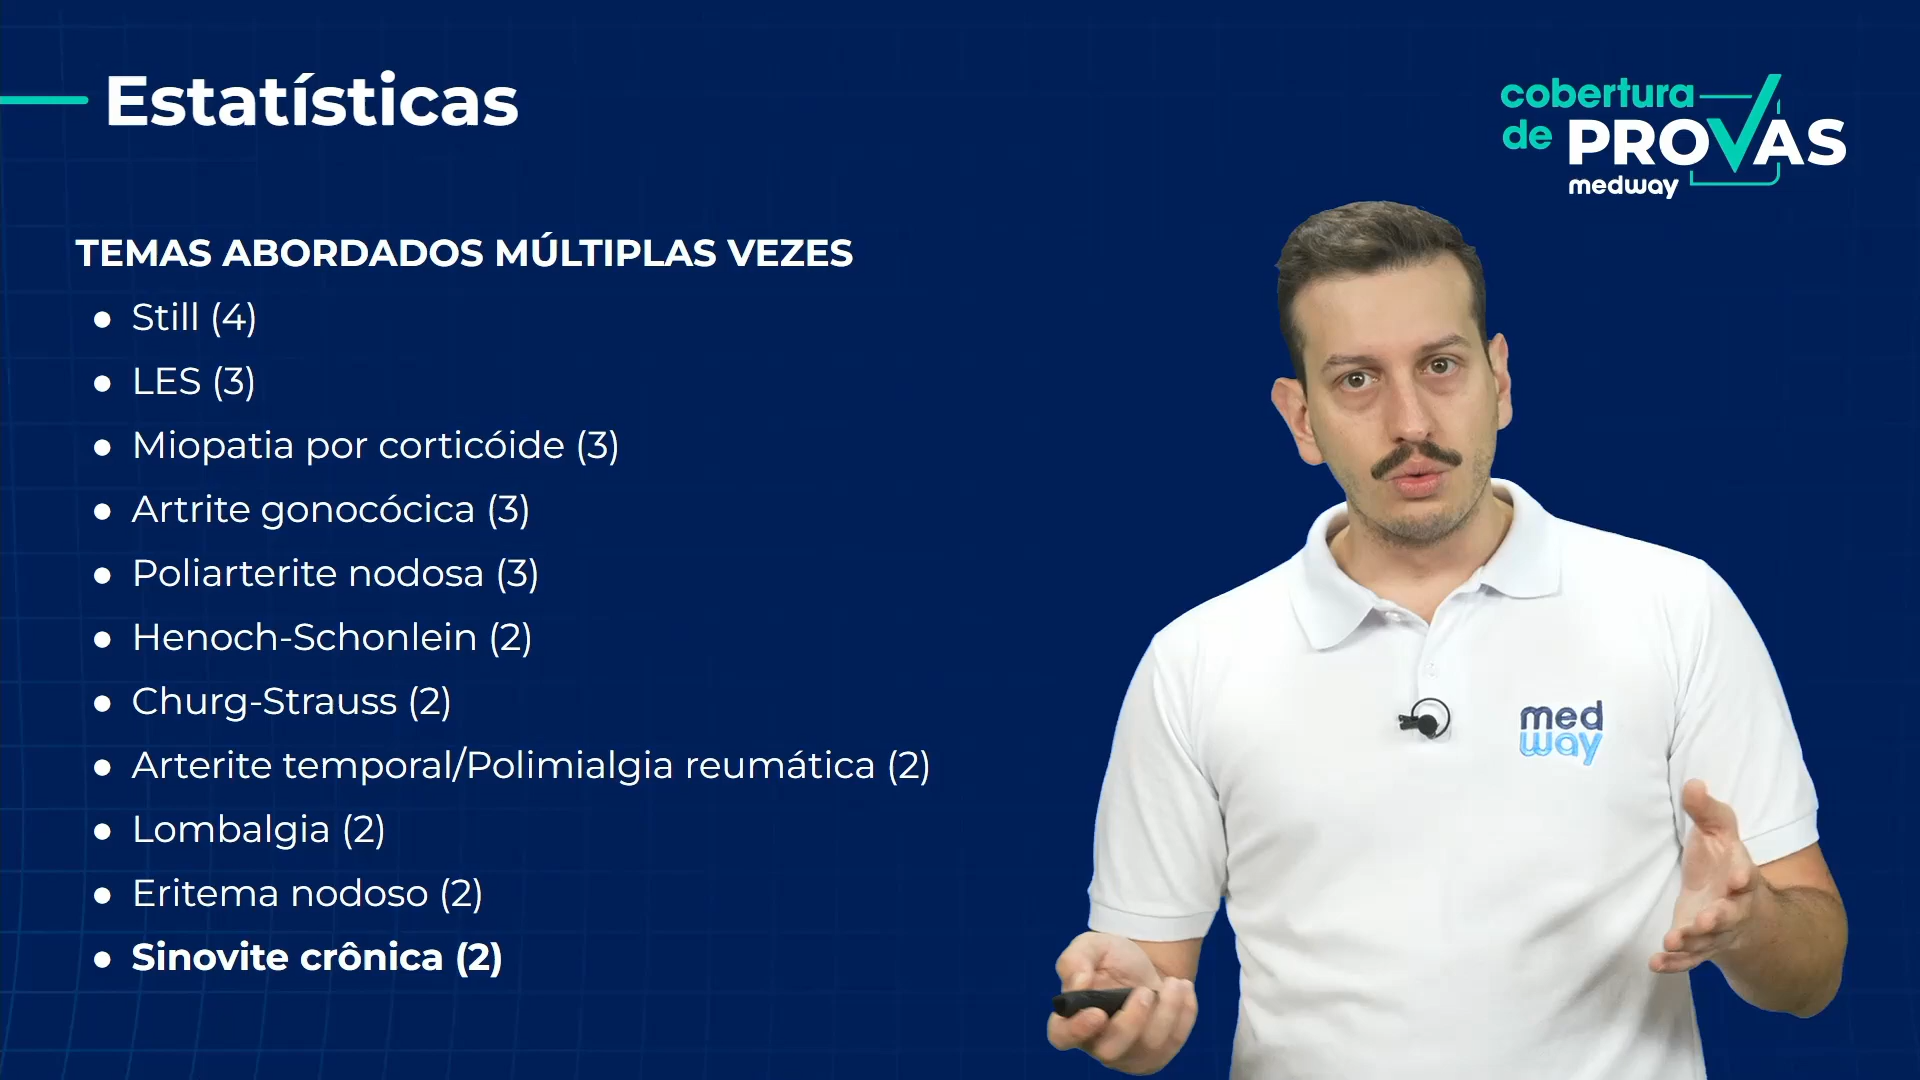 Estatísticas
cobertura
de PROVAS
medway
TEMAS ABORDADOS MÚLTIPLAS VEZES
● Still (4)
● LES (3)
● Miopatia por corticóide (3)
● Artrite gonocócica (3)
● Poliarterite nodosa (3)
● Henoch-Schonlein (2)
● Churg-Strauss (2)
● Arterite temporal/Polimialgia reumática (2)
● Lombalgia (2)
● Eritema nodoso (2)
● Sinovite crônica (2)
med
way